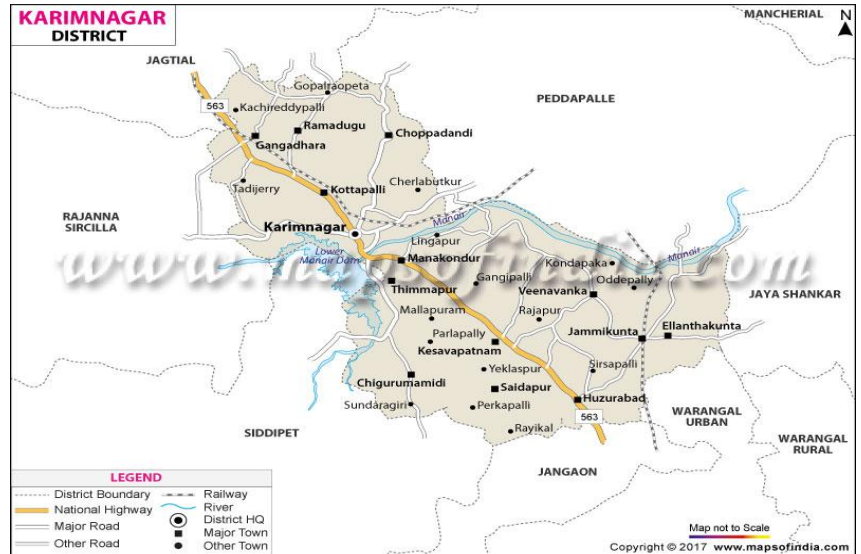 KARIMNAGAR
DISTRICT
MANCHERIAL
N
JAGTIAL
Gopalraopeta
PEDDAPALLE
563
Kachireddypalli
Ramadugu
Choppadandi
Gangadhara
Tadijerry
Cherlabutkur
Kottapalli
RAJANNA
SIRCILLA
Manair
Karimnagar
Lingapur
Lower
Manair Dam
Manakondur
Kondapaka
Manair
www.mapsofindia.com
Thimmapur
Gangipalli
Oddepally
Veenavanka
JAYA SHANKAR
Mallapuram
Rajapur
Parlapally
Jammikunta
Ellanthakunta
Kesavapatnam
Yeklaspur
Sirsapalli
Chigurumamidi
Saidapur
Sundaragiri
Perkapalli
Huzurabad
563
WARANGAL
URBAN
SIDDIPET
Rayikal
WARANGAL
RURAL
JANGAON
LEGEND
District Boundary
Railway
National Highway
River
District HQ
Major Road
Major Town
Other Road
Other Town
Map not to Scale
Copyright © 2017 www.mapsofindia.com